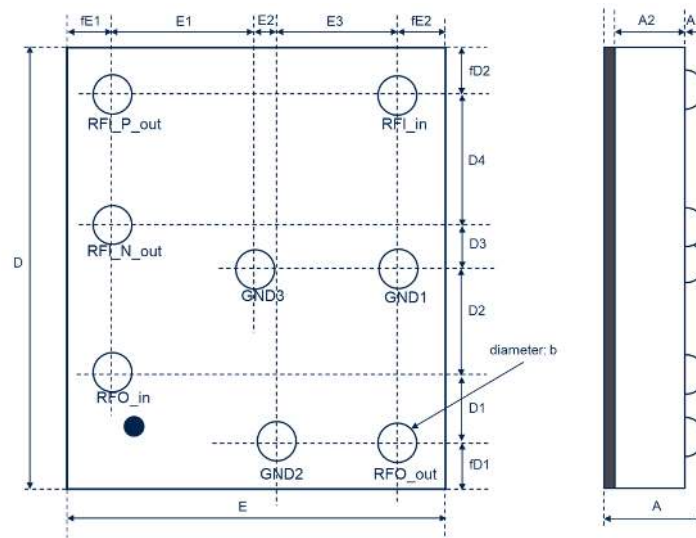 fE1 E1 E2 E3 fE2 A2 A
fD2
RFI_P_out RFI_in
D4
RFI_N_out D3
D
GND3 GND1
D2
diameter: b
RFO_in
D1
GND2 RFO_out fD1
E A